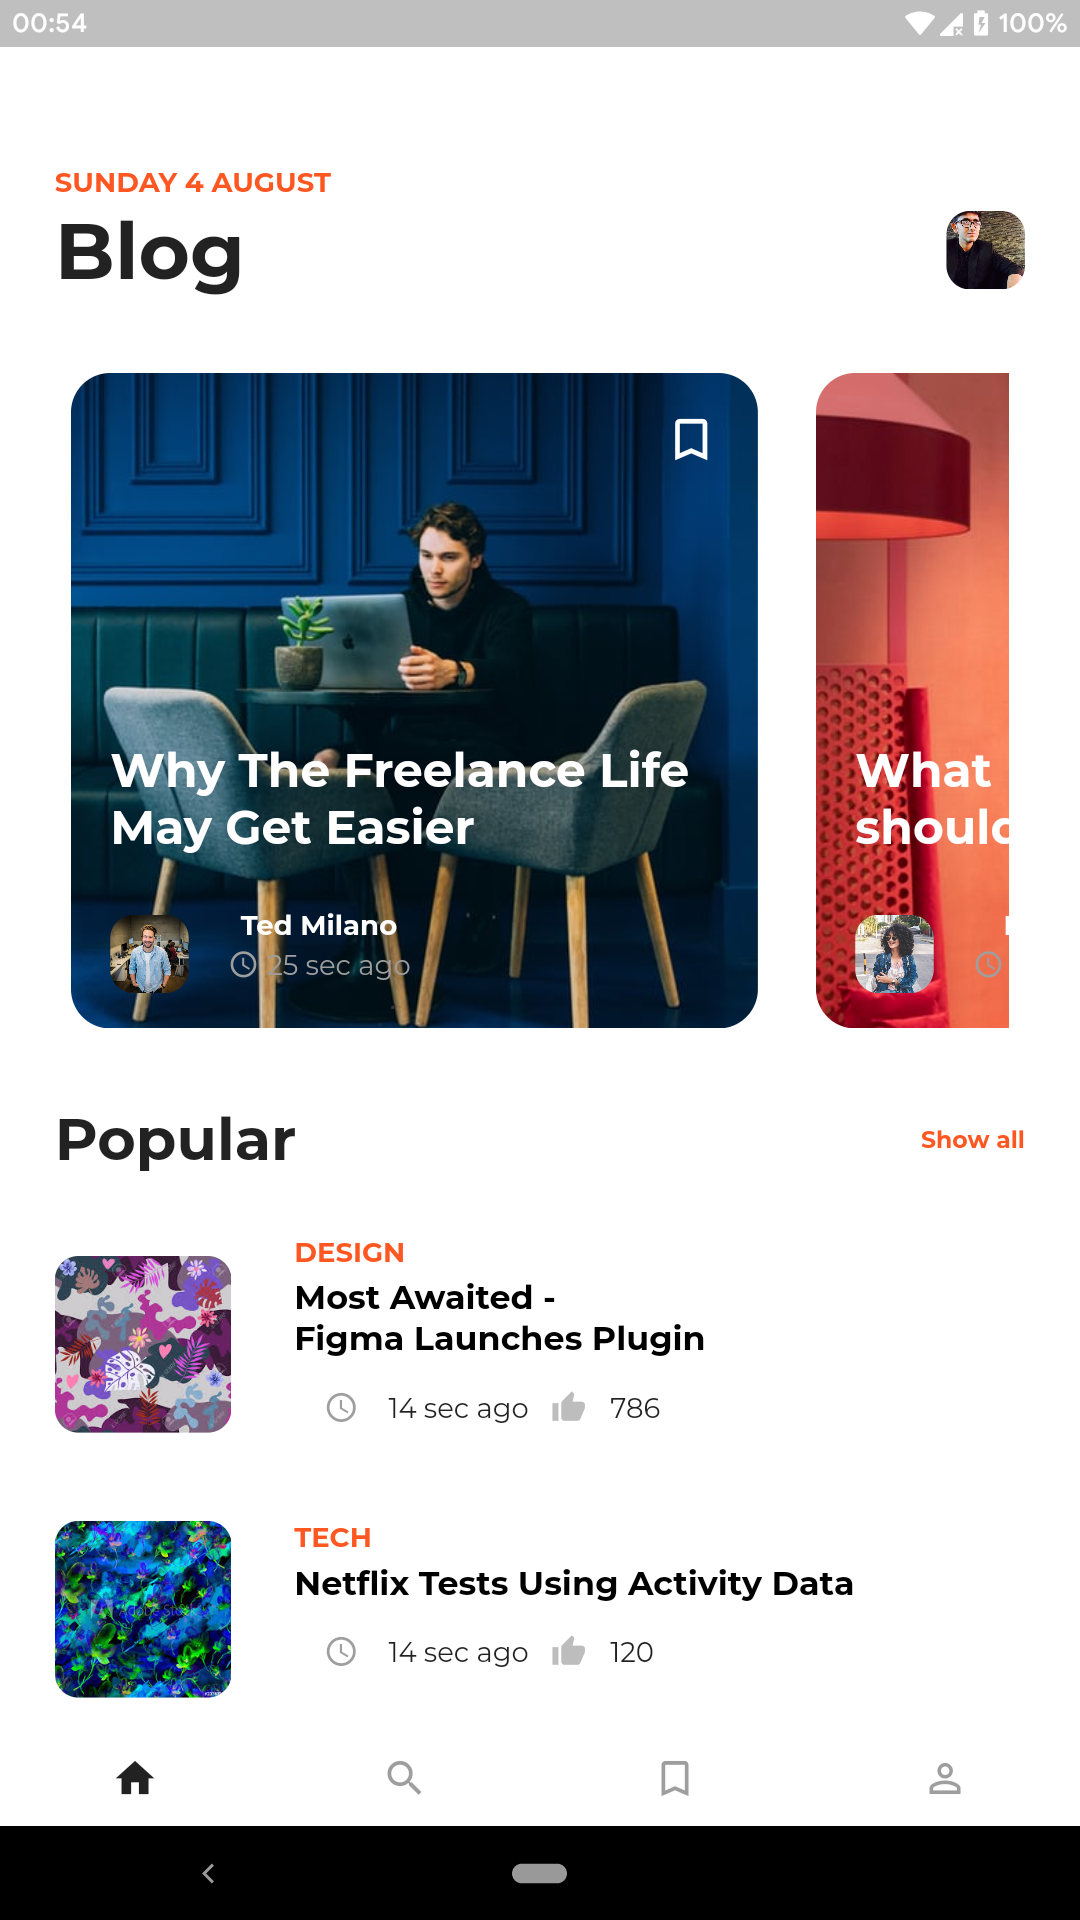 00:54
100%
SUNDAY 4 AUGUST
Blog
Why The Freelance Life
May Get Easier
Ted Milano
25 sec ago
What
should
Popular
Show all
DESIGN
Most Awaited -
Figma Launches Plugin
14 sec ago
786
TECH
Netflix Tests Using Activity Data
14 sec ago
120